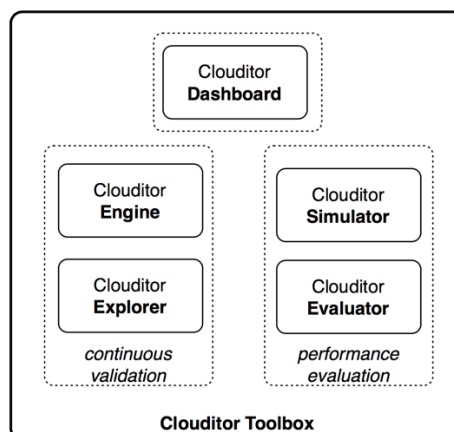 Clouditor
Dashboard
Clouditor
Engine
Clouditor
Explorer
continuous
validation
Clouditor
Simulator
Clouditor
Evaluator
performance
evaluation
Clouditor Toolbox